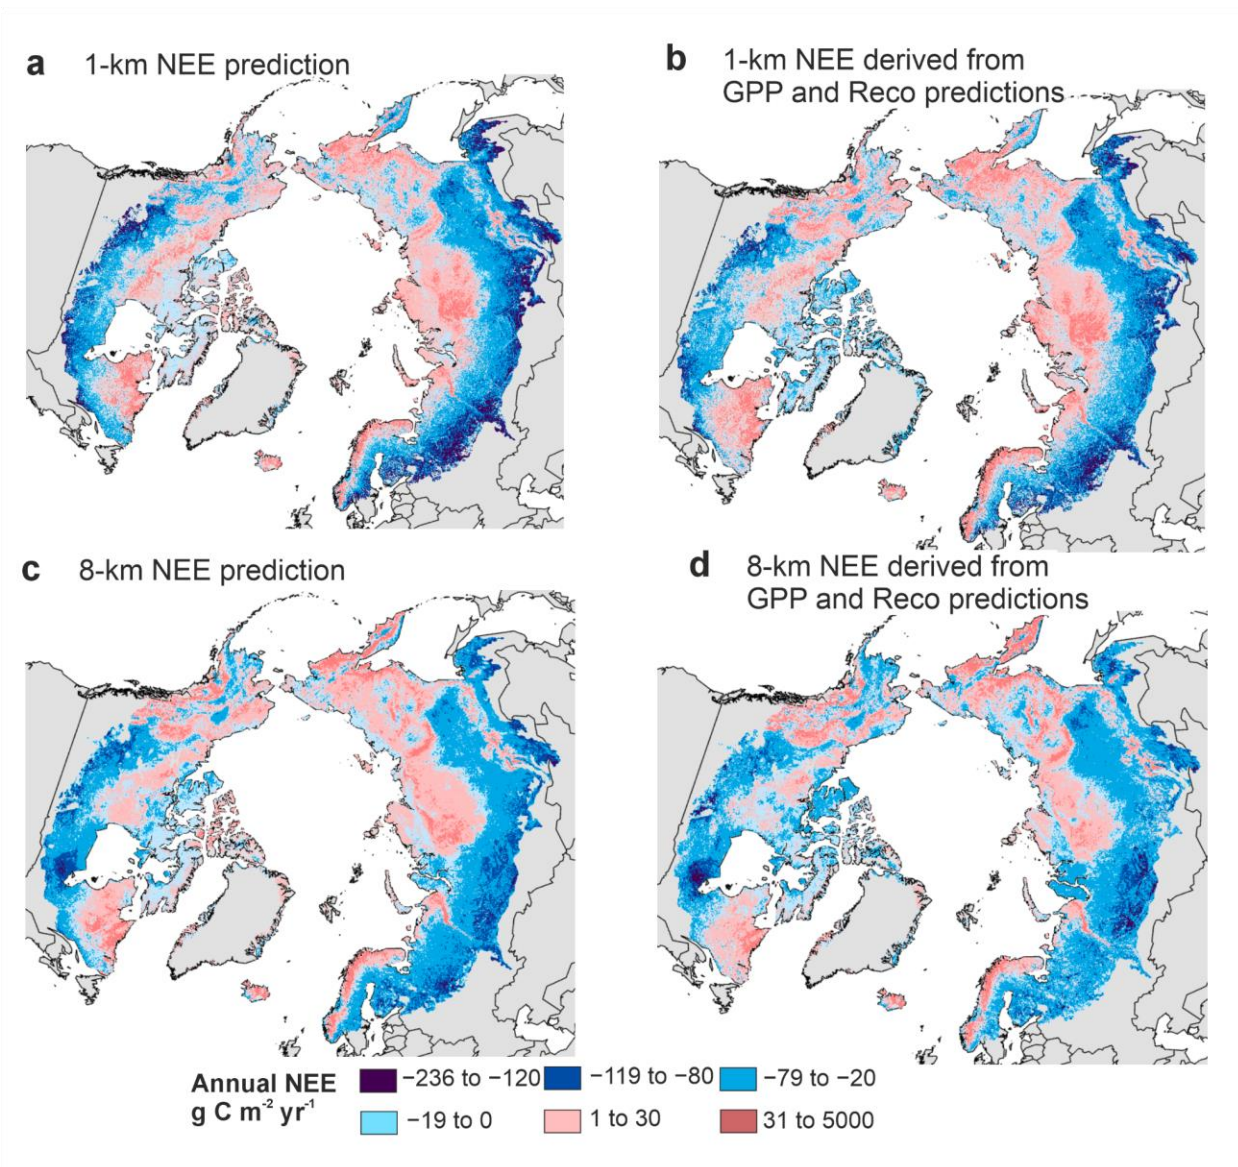 a 1-km NEE prediction
b 1-km NEE derived from
GPP and Reco predictions
c 8-km NEE prediction
d 8-km NEE derived from
GPP and Reco predictions
Annual NEE
g C m⁻² yr⁻¹
−236 to −120
−119 to −80
−79 to −20
−19 to 0
1 to 30
31 to 5000